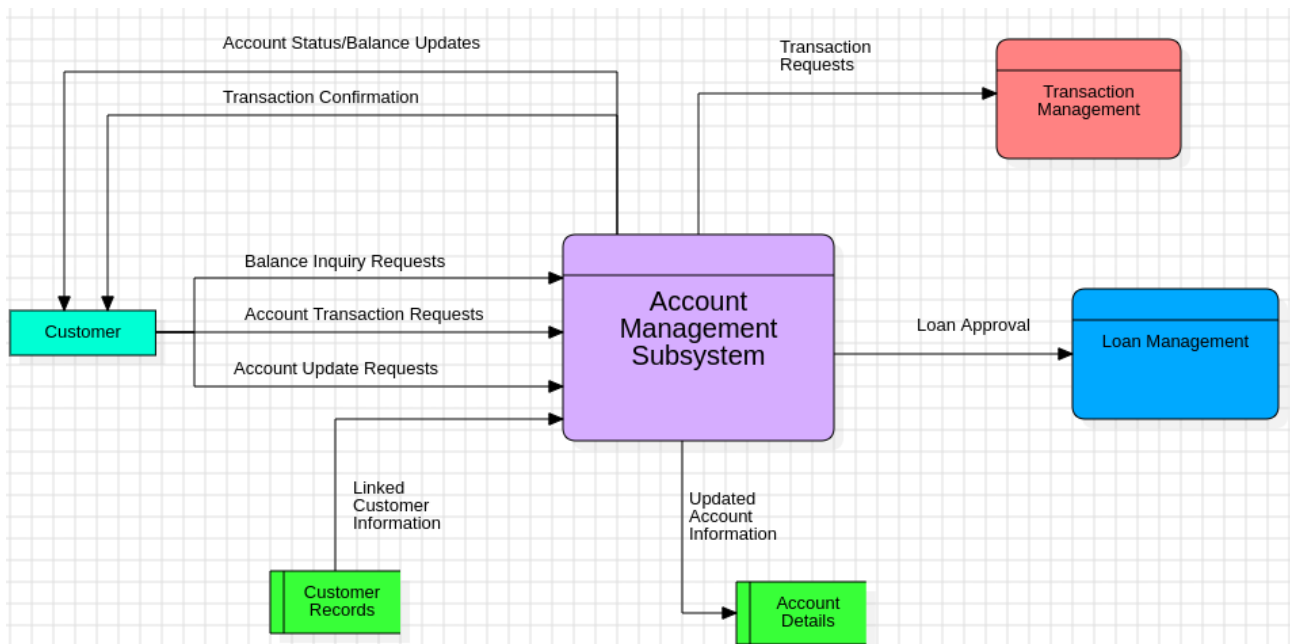 Account Status/Balance Updates
Transaction
Requests
Transaction
Management
Transaction Confirmation
Balance Inquiry Requests
Account Transaction Requests
Customer
Account Update Requests
Account
Management
Subsystem
Loan Approval
Loan Management
Linked
Customer
Information
Updated
Account
Information
Customer
Records
Account
Details